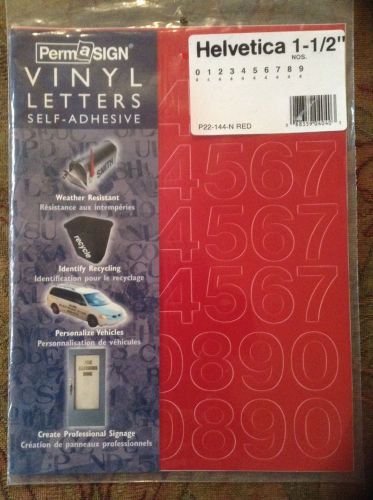 PermaSIGN
VINYL
LETTERS
SELF-ADHESIVE
SMITH
Weather Resistant
Résistance aux intempéries
recycle
Identify Recycling
Identification pour le recyclage
Personalize Vehicles
Personnalisation de véhicules
Create Professional Signage
Création de panneaux professionnels
Helvetica 1-1/2"
NOS.
0 1 2 3 4 5 6 7 8 9
P22-144-N RED
4567
4567
4567
0890
0890